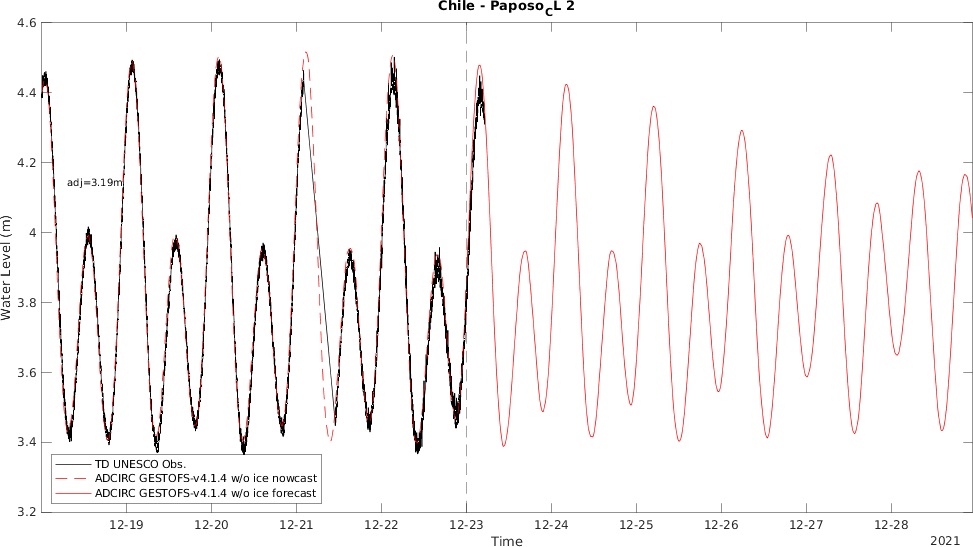 Chile - Paposo_CL 2
4.6
4.4
4.2
4
3.8
3.6
3.4
3.2
Water Level (m)
adj=3.19m
TD UNESCO Obs.
ADCIRC GESTOFS-v4.1.4 w/o ice nowcast
ADCIRC GESTOFS-v4.1.4 w/o ice forecast
12-19 12-20 12-21 12-22 12-23 12-24 12-25 12-26 12-27 12-28
Time
2021